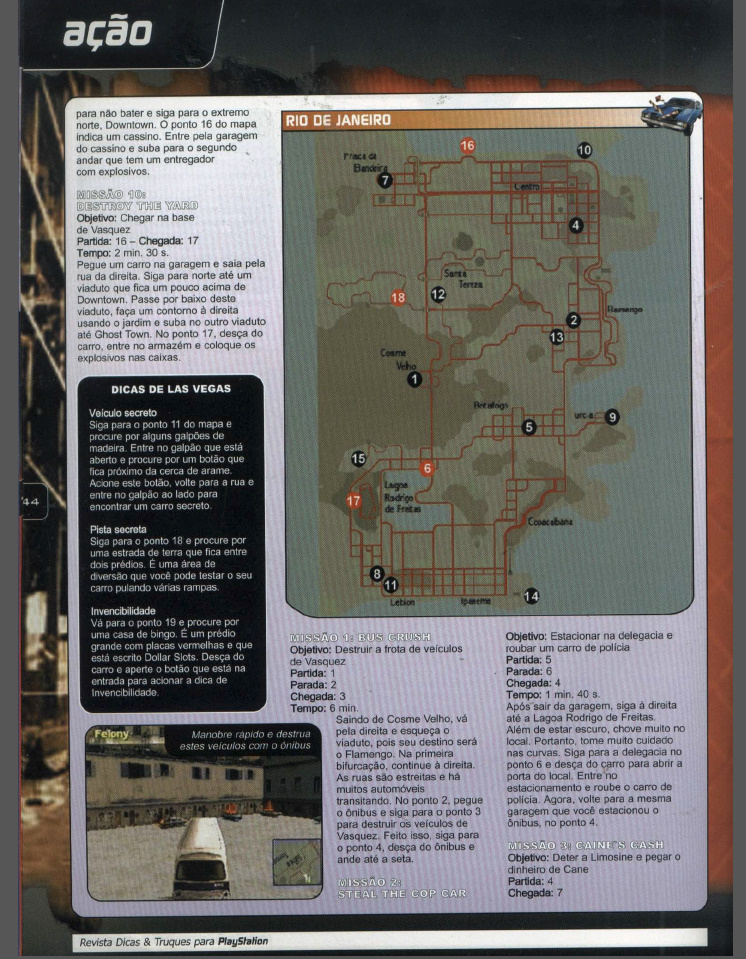 ação
para não bater e siga para o extremo
norte, Downtown. O ponto 16 do mapa
indica um cassino. Entre pela garagem
do cassino e suba para o segundo
andar que tem um entregador
com explosivos.
MISSÃO 10:
DESTROY THE YARD
Objetivo: Chegar na base
de Vasquez
Partida: 16 – Chegada: 17
Tempo: 2 min. 30 s.
Pegue um carro na garagem e saia pela
rua da direita. Siga para norte até um
viaduto que fica um pouco acima de
Downtown. Passe por baixo deste
viaduto, faça um contorno à direita
usando o jardim e suba no outro viaduto
até Ghost Town. No ponto 17, desça do
carro, entre no armazém e coloque os
explosivos nas caixas.
DICAS DE LAS VEGAS
Veículo secreto
Siga para o ponto 11 do mapa e
procure por alguns galpões de
madeira. Entre no galpão que está
aberto e procure por um botão que
fica próximo da cerca de arame.
Acione este botão, volte para a rua e
entre no galpão ao lado para
encontrar um carro secreto.
Pista secreta
Siga para o ponto 18 e procure por
uma estrada de terra que fica entre
dois prédios. É uma área de
diversão que você pode testar o seu
carro pulando várias rampas.
Invencibilidade
Vá para o ponto 19 e procure por
uma casa de bingo. É um prédio
grande com placas vermelhas e que
está escrito Dollar Slots. Desça do
carro e aperte o botão que está na
entrada para acionar a dica de
Invencibilidade.
44
RIO DE JANEIRO
16
10
Praca da
Bandeira
7
Centro
4
Santa
Tereza
18
12
Flamengo
2
13
Cosme
Velho
1
Botafogo
urca
9
5
15
6
Lagoa
Rodrigo
de Freitas
17
Copacabana
8
11
14
Leblon
Ipanema
Felony
Manobre rápido e destrua
estes veículos com o ônibus
MISSÃO 1: BUS CRUSH
Objetivo: Destruir a frota de veículos
de Vasquez
Partida: 1
Parada: 2
Chegada: 3
Tempo: 6 min.
Saindo de Cosme Velho, vá
pela direita e esqueça o
viaduto, pois seu destino será
o Flamengo. Na primeira
bifurcação, continue à direita.
As ruas são estreitas e há
muitos automóveis
transitando. No ponto 2, pegue
o ônibus e siga para o ponto 3
para destruir os veículos de
Vasquez. Feito isso, siga para
o ponto 4, desça do ônibus e
ande até a seta.
MISSÃO 2:
STEAL THE COP CAR
Objetivo: Estacionar na delegacia e
roubar um carro de polícia
Partida: 5
Parada: 6
Chegada: 4
Tempo: 1 min. 40 s.
Após sair da garagem, siga à direita
até a Lagoa Rodrigo de Freitas.
Além de estar escuro, chove muito no
local. Portanto, tome muito cuidado
nas curvas. Siga para a delegacia no
ponto 6 e desça do carro para abrir a
porta do local. Entre no
estacionamento e roube o carro de
polícia. Agora, volte para a mesma
garagem que você estacionou o
ônibus, no ponto 4.
MISSÃO 3: CAINE'S CASH
Objetivo: Deter a Limosine e pegar o
dinheiro de Cane
Partida: 4
Chegada: 7
Revista Dicas & Truques para PlayStation